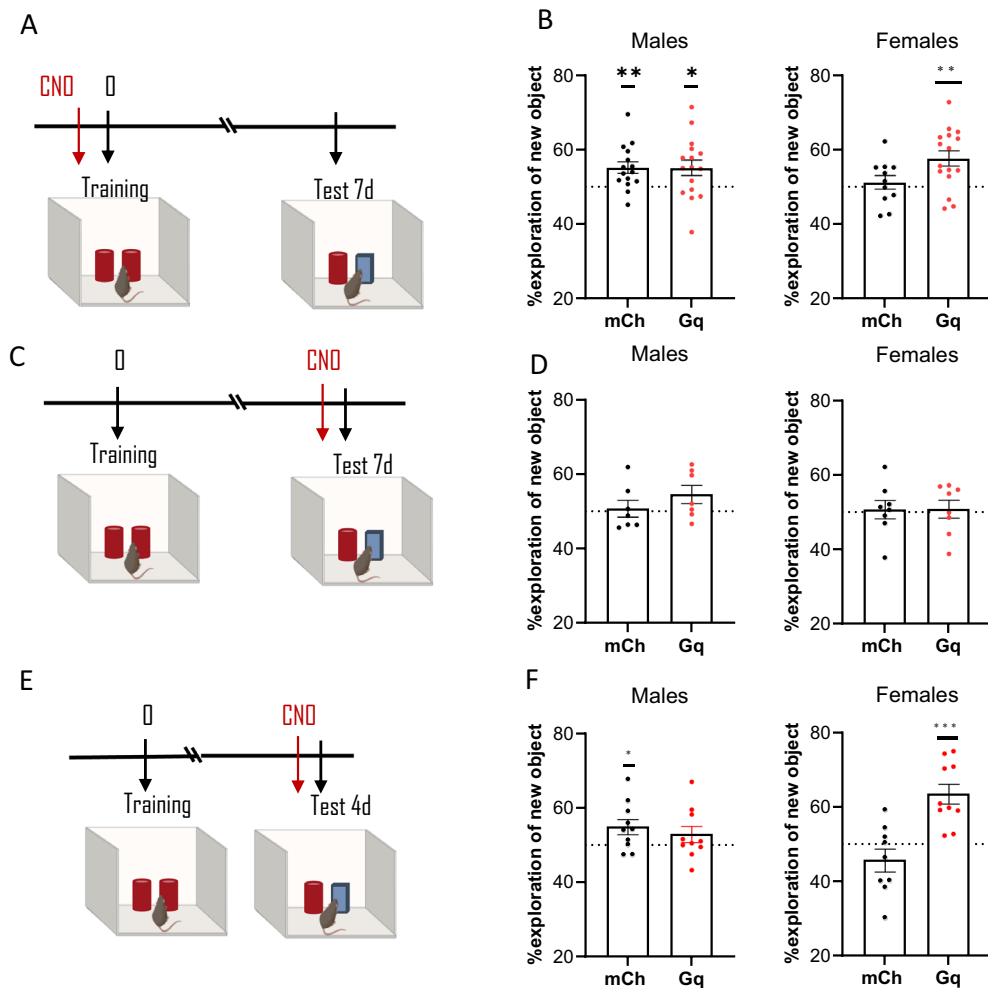 A
CNO
O
Training
Test 7d
B
Males
Females
%exploration of new object
80
60
40
20
**
*
mCh
Gq
%exploration of new object
80
60
40
20
**
mCh
Gq
C
O
CNO
Training
Test 7d
D
Males
Females
%exploration of new object
80
60
40
20
mCh
Gq
%exploration of new object
80
60
40
20
mCh
Gq
E
O
CNO
Training
Test 4d
F
Males
Females
%exploration of new object
80
60
40
20
*
mCh
Gq
%exploration of new object
80
60
40
20
***
mCh
Gq